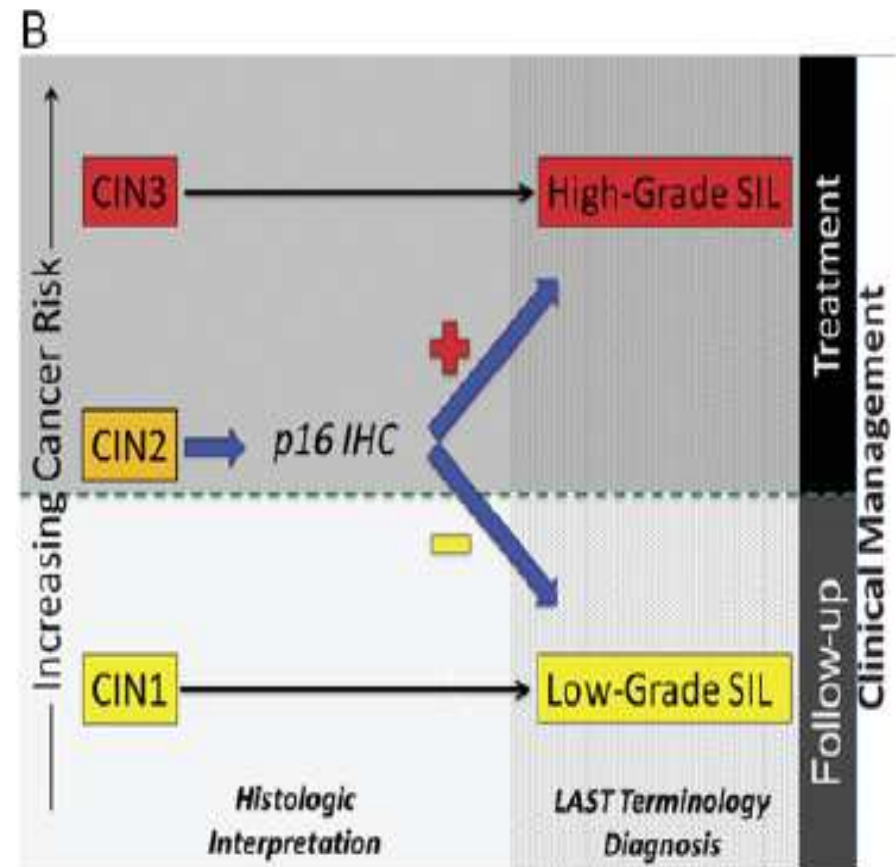 B
Increasing Cancer Risk
CIN3
High-Grade SIL
CIN2
p16 IHC
CIN1
Low-Grade SIL
Histologic
Interpretation
LAST Terminology
Diagnosis
Treatment
Follow-up
Clinical Management